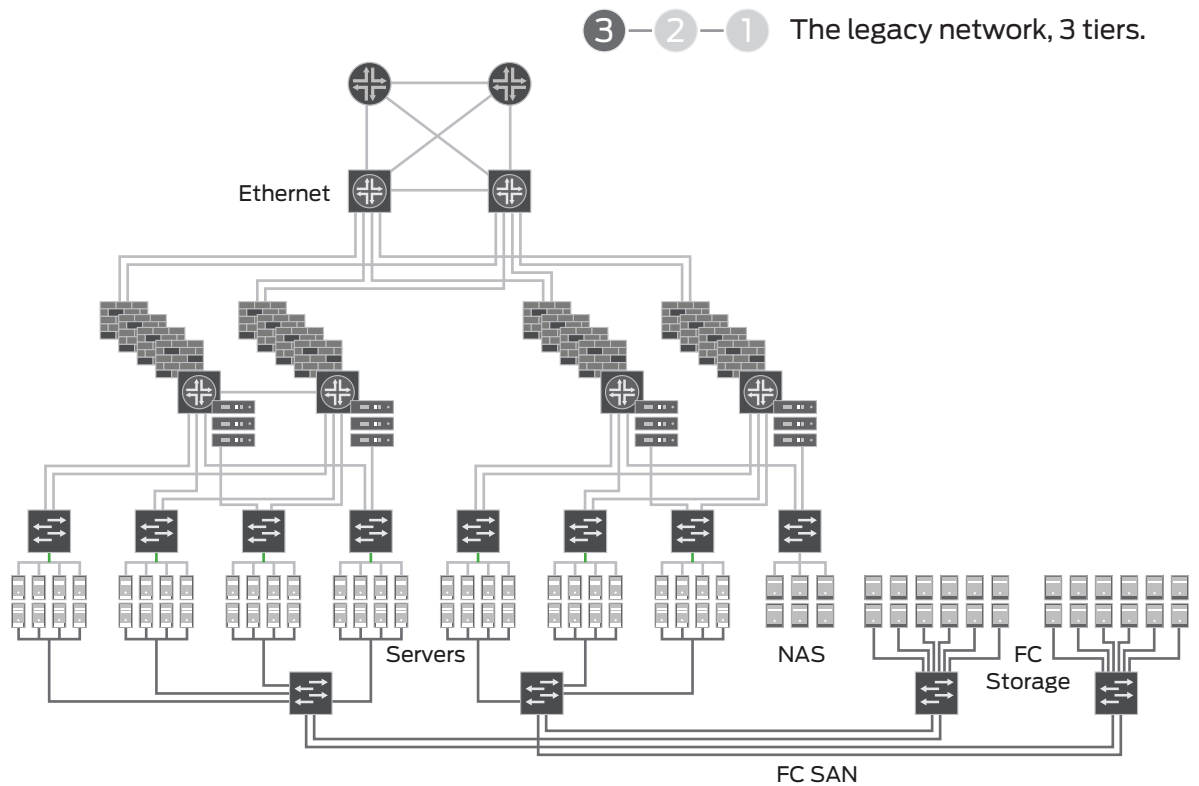 3 2 1 The legacy network, 3 tiers.
Ethernet
Servers
NAS
FC
Storage
FC SAN